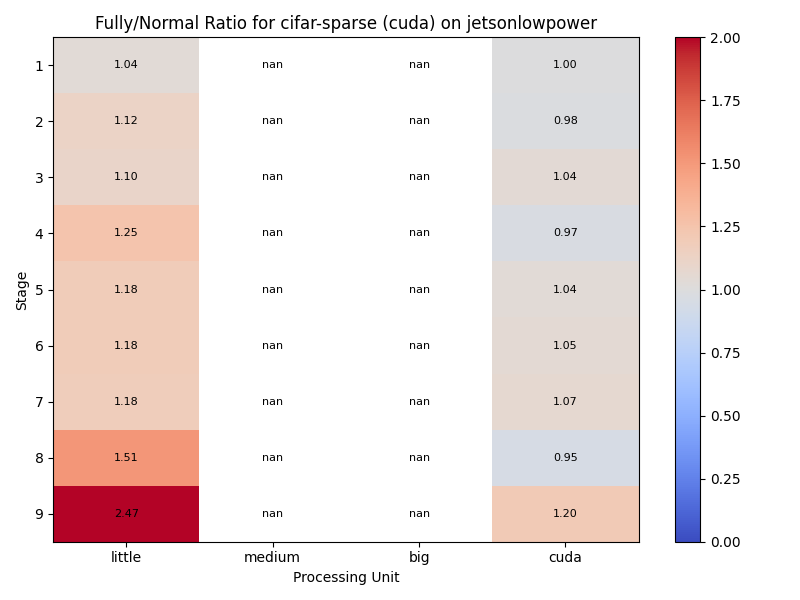 Fully/Normal Ratio for cifar-sparse (cuda) on jetsonlowpower
1 1.04 nan nan 1.00
2 1.12 nan nan 0.98
3 1.10 nan nan 1.04
4 1.25 nan nan 0.97
5 1.18 nan nan 1.04
6 1.18 nan nan 1.05
7 1.18 nan nan 1.07
8 1.51 nan nan 0.95
9 2.47 nan nan 1.20
Stage
little medium big cuda
Processing Unit
2.00
1.75
1.50
1.25
1.00
0.75
0.50
0.25
0.00